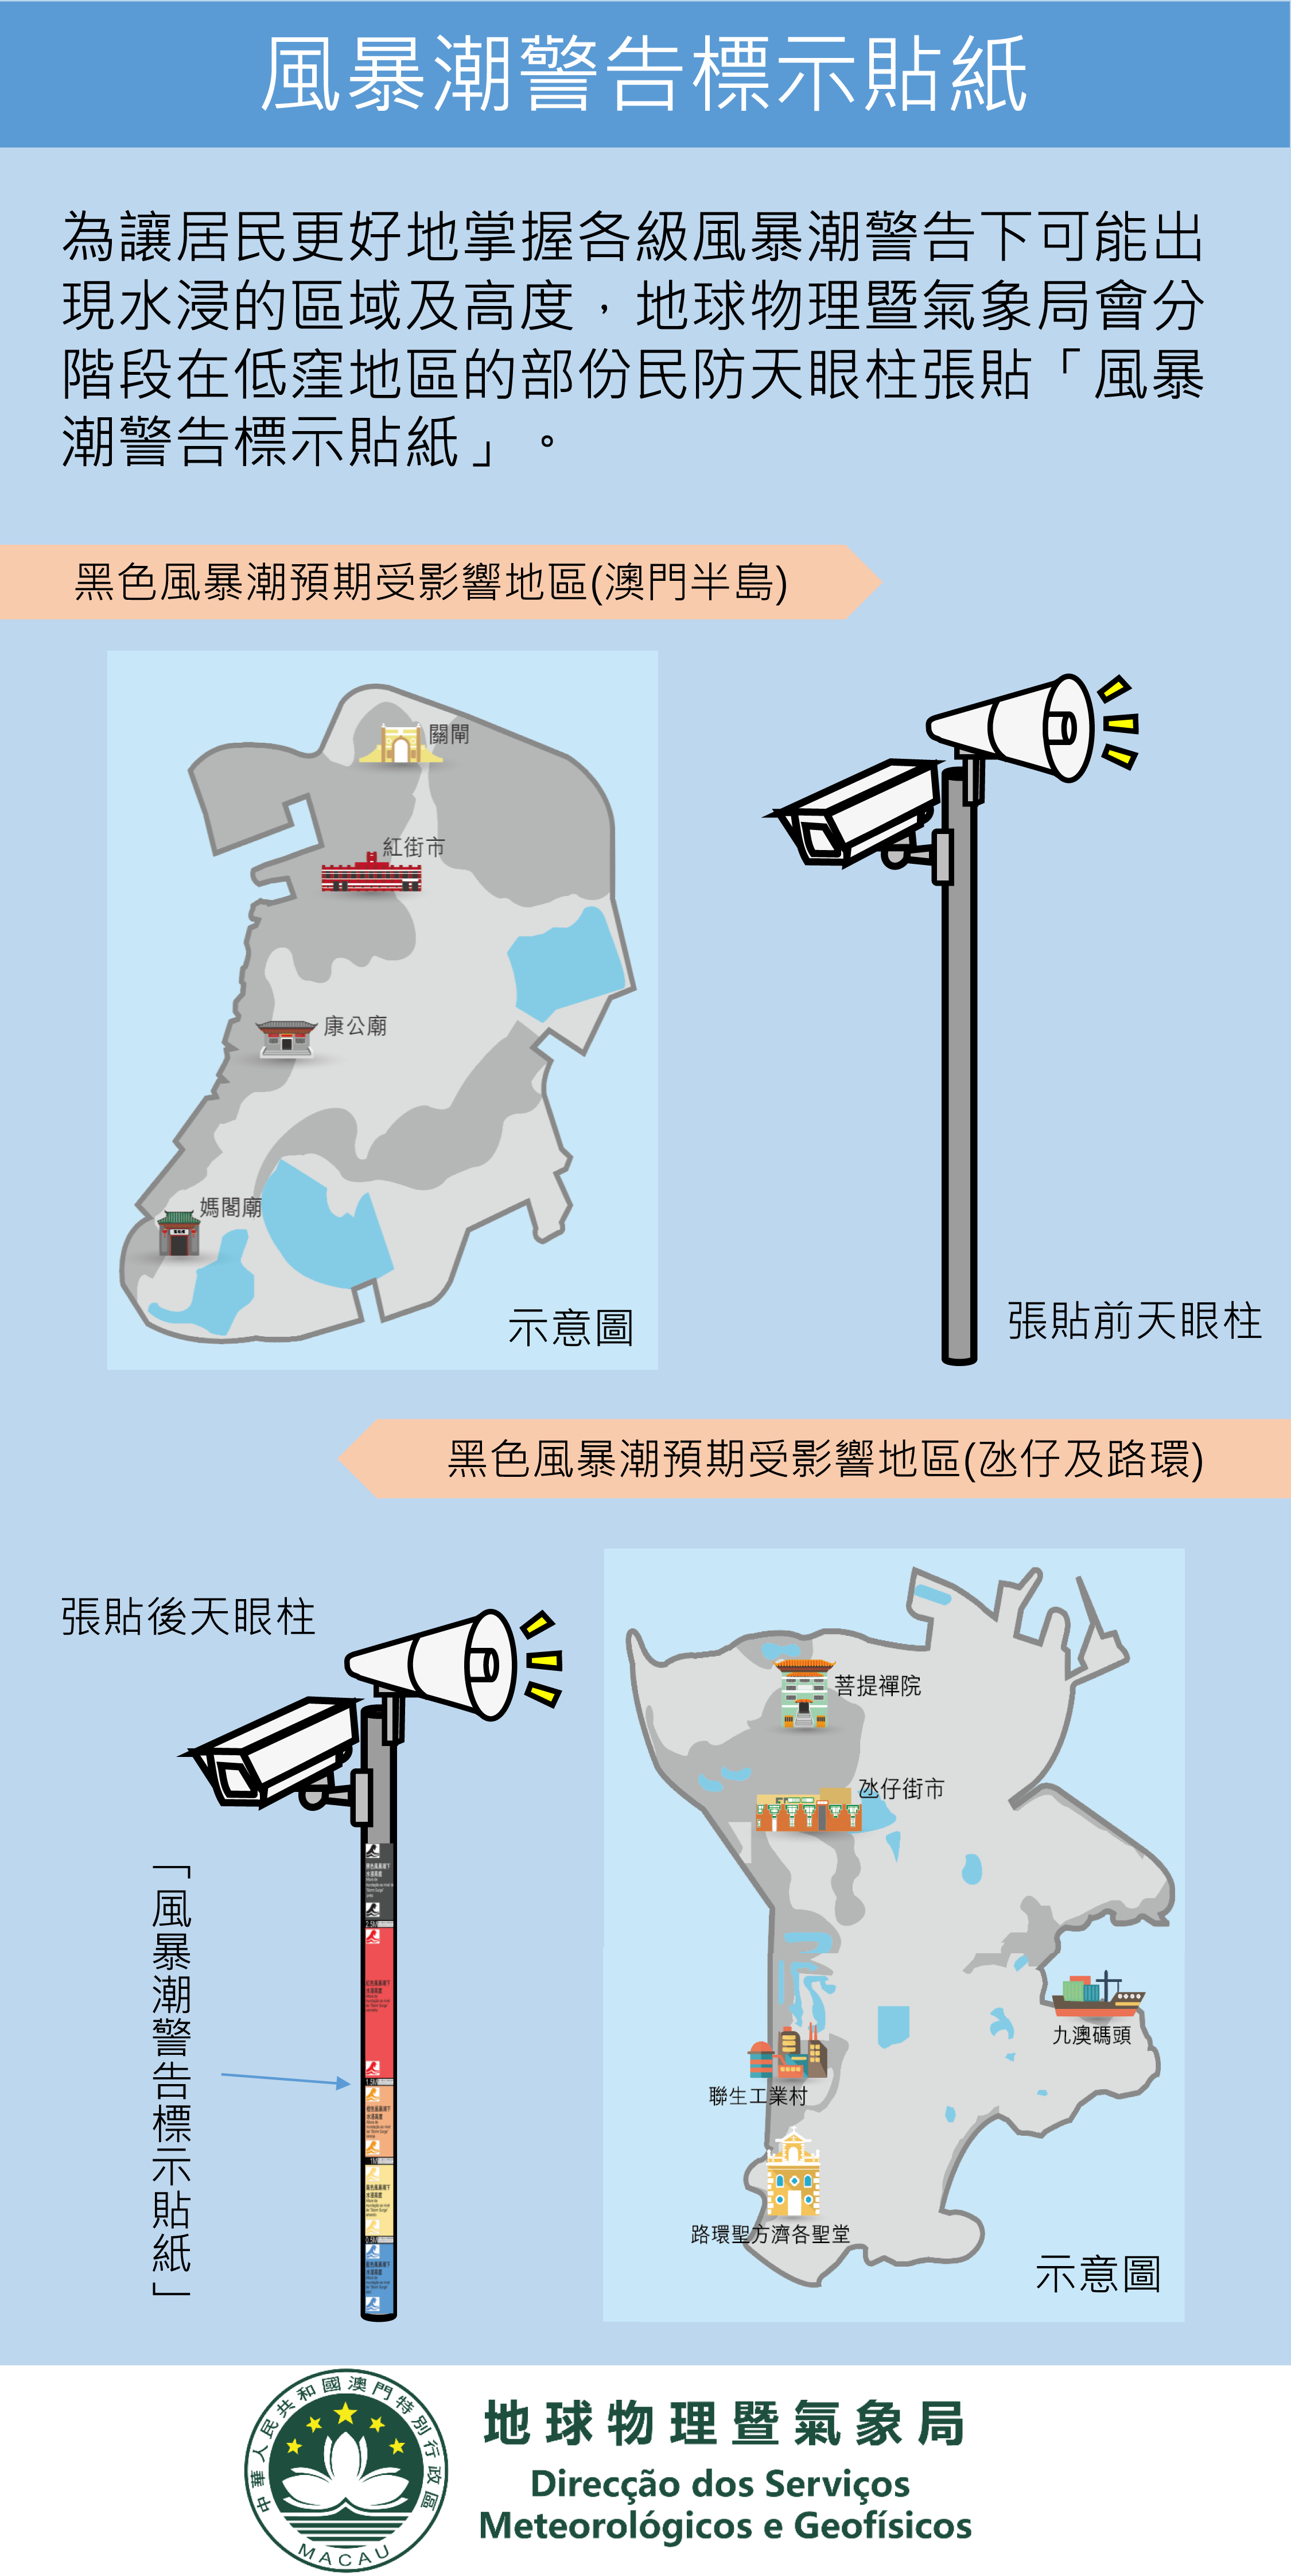 風暴潮警告標示貼紙
為讓居民更好地掌握各級風暴潮警告下可能出
現水浸的區域及高度，地球物理暨氣象局會分
階段在低窪地區的部份民防天眼柱張貼「風暴
潮警告標示貼紙」。
黑色風暴潮預期受影響地區(澳門半島)
關閘
紅街市
康公廟
媽閣廟
示意圖
張貼前天眼柱
黑色風暴潮預期受影響地區(氹仔及路環)
張貼後天眼柱
「風暴潮警告標示貼紙」
菩提禪院
氹仔街市
九澳碼頭
聯生工業村
路環聖方濟各聖堂
示意圖
中華人民共和國澳門特別行政區
MACAU
地球物理暨氣象局
Direcção dos Serviços
Meteorológicos e Geofísicos